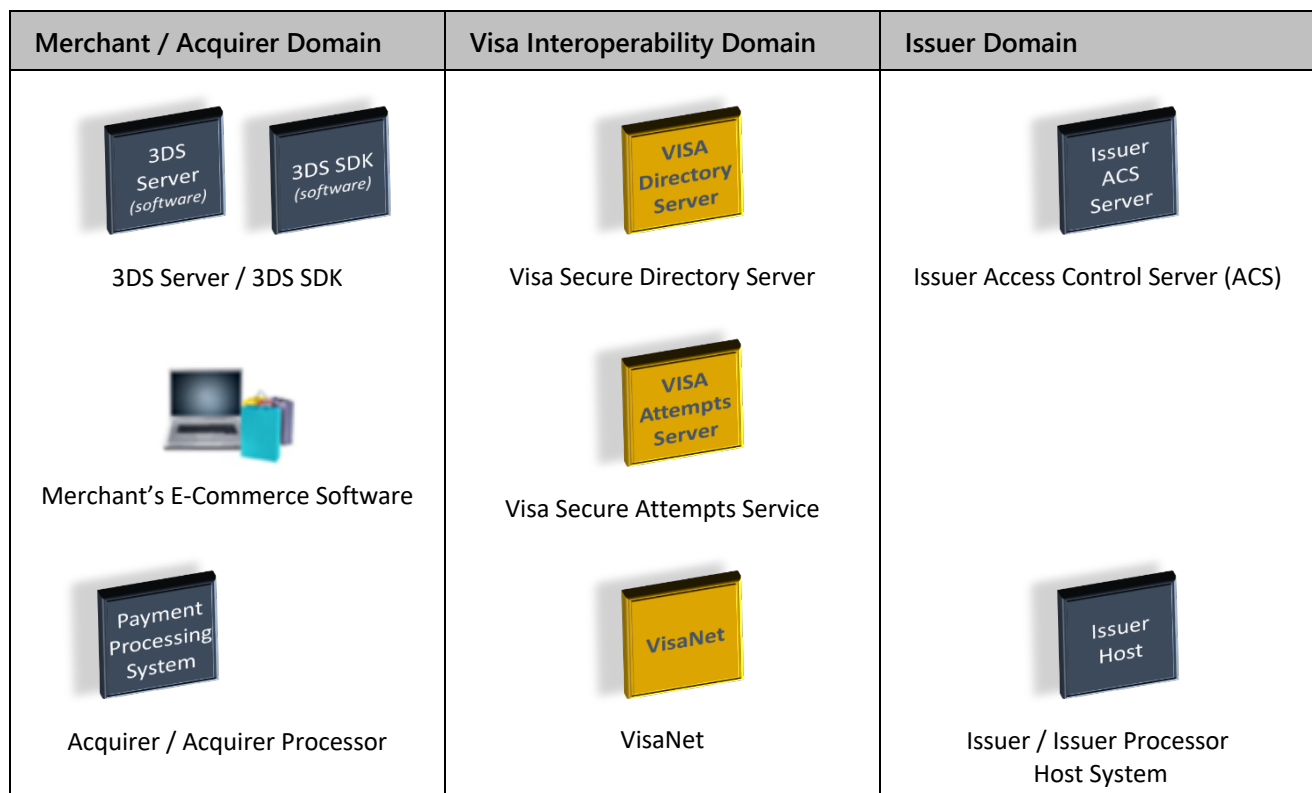 Merchant / Acquirer Domain
Visa Interoperability Domain
Issuer Domain
3DS
Server
(software)
3DS SDK
(software)
VISA
Directory
Server
Issuer
ACS
Server
3DS Server / 3DS SDK
Visa Secure Directory Server
Issuer Access Control Server (ACS)
VISA
Attempts
Server
Merchant’s E-Commerce Software
Visa Secure Attempts Service
Payment
Processing
System
VisaNet
Issuer
Host
Acquirer / Acquirer Processor
VisaNet
Issuer / Issuer Processor
Host System